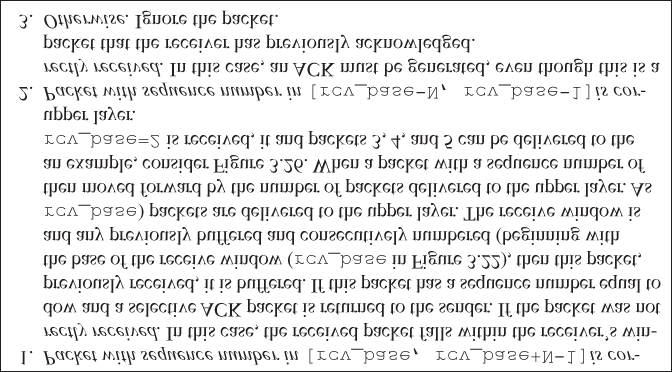 1. Packet with sequence number in [rcv_base, rcv_base+N-1] is cor-
rectly received. In this case, the received packet falls within the receiver's win-
dow and a selective ACK packet is returned to the sender. If the packet was not
previously received, it is buffered. If this packet has a sequence number equal to
the base of the receive window (rcv_base in Figure 3.22), then this packet,
and any previously buffered and consecutively numbered (beginning with
rcv_base) packets are delivered to the upper layer. The receive window is
then moved forward by the number of packets delivered to the upper layer. As
an example, consider Figure 3.26. When a packet with a sequence number of
rcv_base=2 is received, it and packets 3, 4, and 5 can be delivered to the
upper layer.
2. Packet with sequence number in [rcv_base-N, rcv_base-1] is cor-
rectly received. In this case, an ACK must be generated, even though this is a
packet that the receiver has previously acknowledged.
3. Otherwise. Ignore the packet.